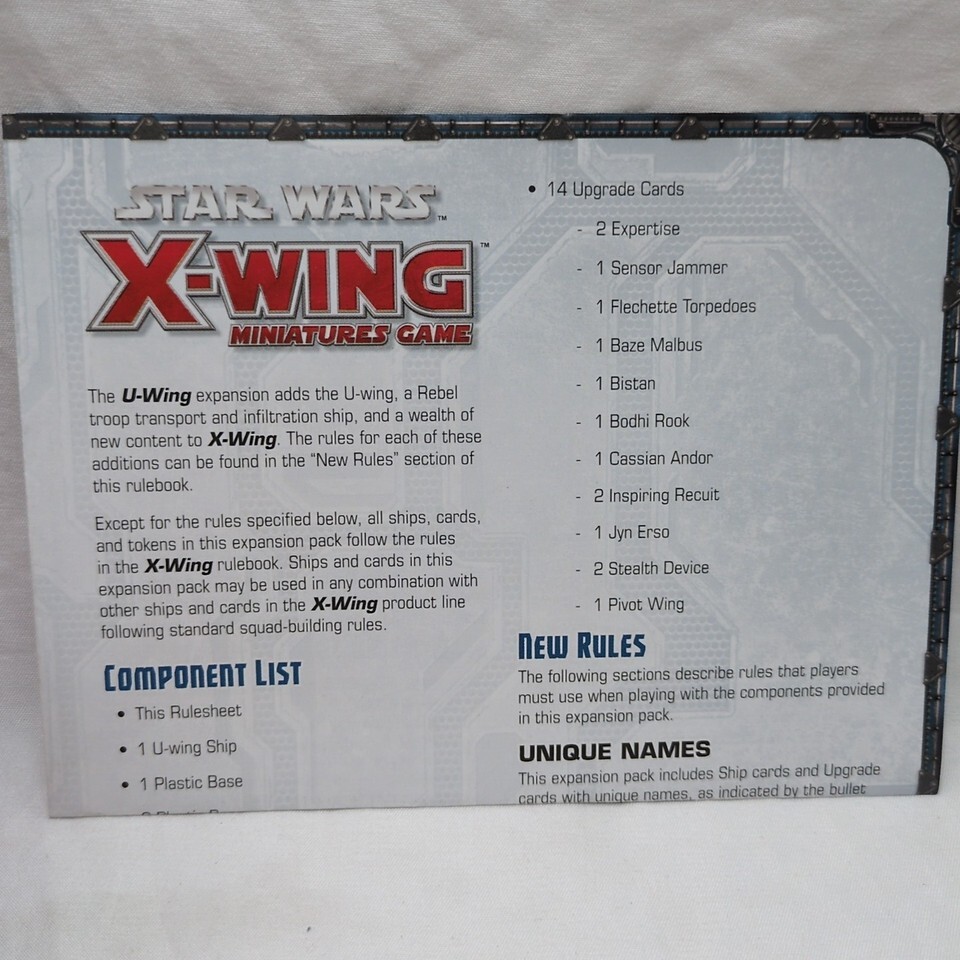 STAR WARS™
X-WING™
MINIATURES GAME
The U-Wing expansion adds the U-wing, a Rebel
troop transport and infiltration ship, and a wealth of
new content to X-Wing. The rules for each of these
additions can be found in the “New Rules” section of
this rulebook.
Except for the rules specified below, all ships, cards,
and tokens in this expansion pack follow the rules
in the X-Wing rulebook. Ships and cards in this
expansion pack may be used in any combination with
other ships and cards in the X-Wing product line
following standard squad-building rules.
COMPONENT LIST
• This Rulesheet
• 1 U-wing Ship
• 1 Plastic Base
• 14 Upgrade Cards
- 2 Expertise
- 1 Sensor Jammer
- 1 Flechette Torpedoes
- 1 Baze Malbus
- 1 Bistan
- 1 Bodhi Rook
- 1 Cassian Andor
- 2 Inspiring Recuit
- 1 Jyn Erso
- 2 Stealth Device
- 1 Pivot Wing
NEW RULES
The following sections describe rules that players
must use when playing with the components provided
in this expansion pack.
UNIQUE NAMES
This expansion pack includes Ship cards and Upgrade
cards with unique names, as indicated by the bullet